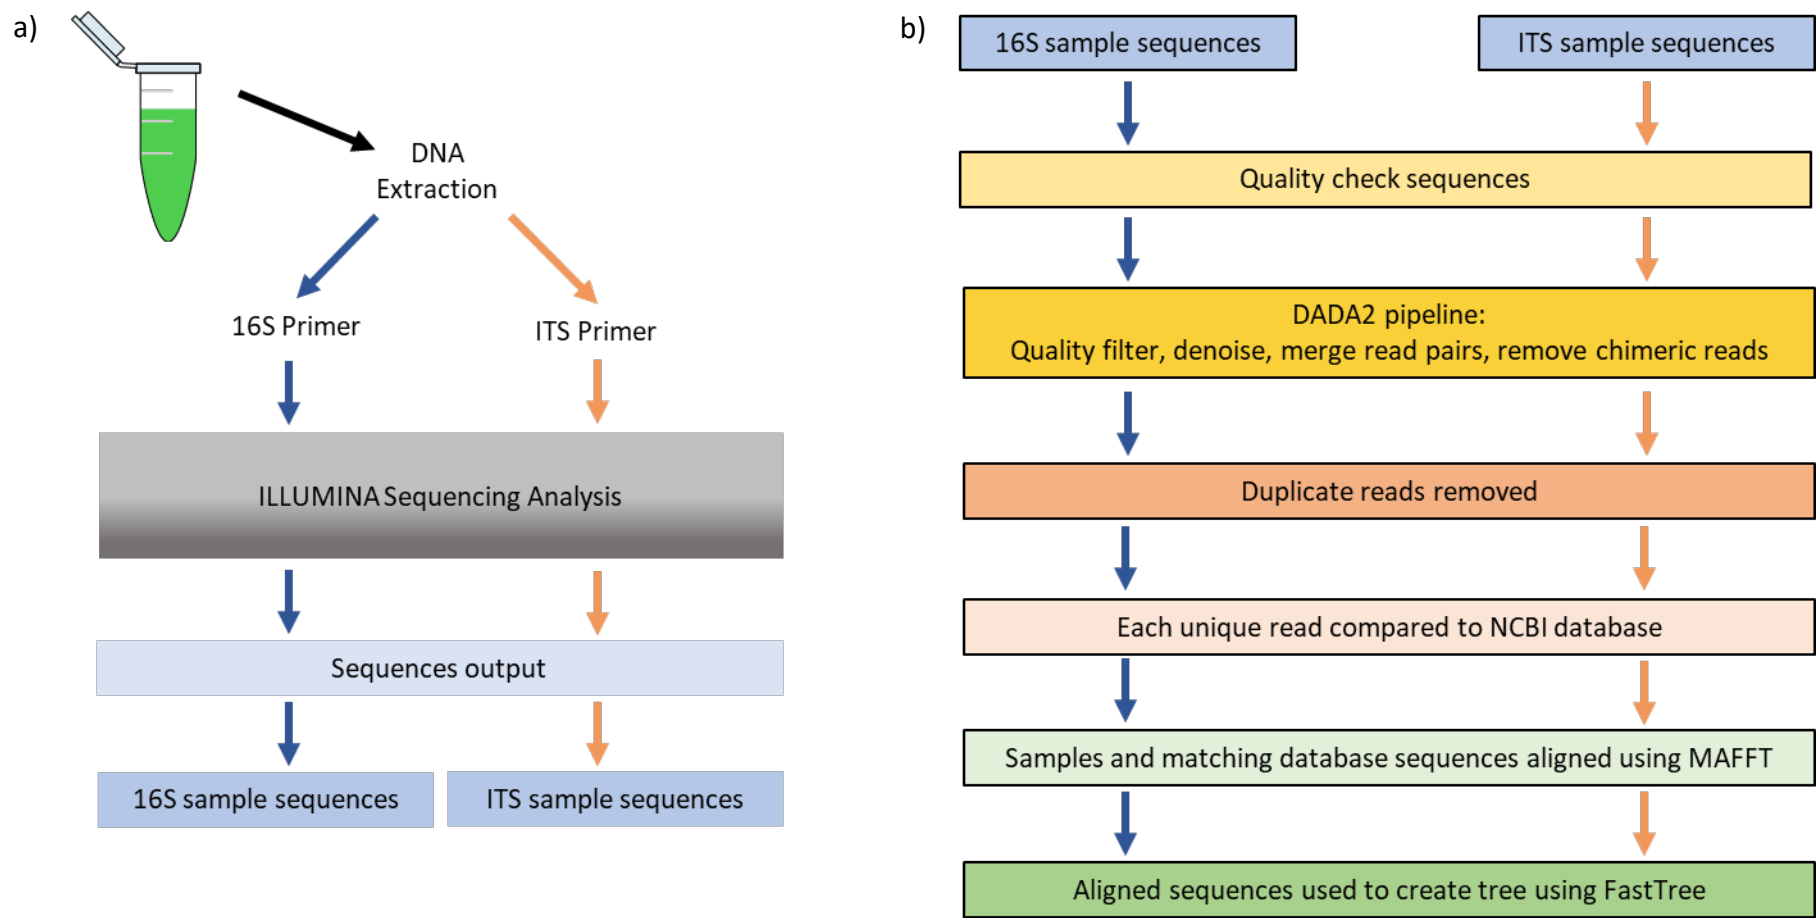 a)
DNA
Extraction
16S Primer
ITS Primer
ILLUMINA Sequencing Analysis
Sequences output
16S sample sequences
ITS sample sequences
b)
16S sample sequences
ITS sample sequences
Quality check sequences
DADA2 pipeline:
Quality filter, denoise, merge read pairs, remove chimeric reads
Duplicate reads removed
Each unique read compared to NCBI database
Samples and matching database sequences aligned using MAFFT
Aligned sequences used to create tree using FastTree